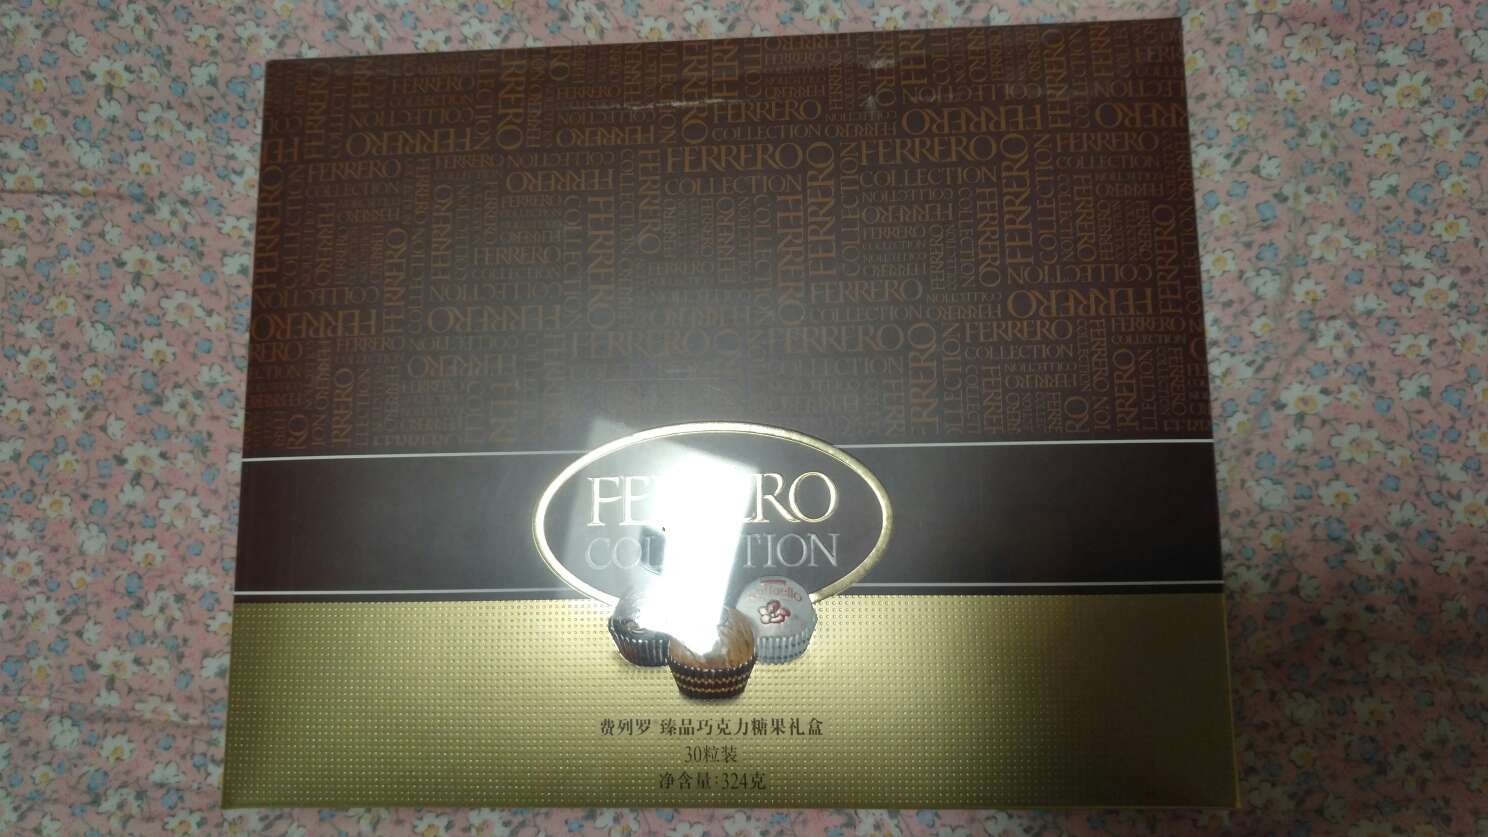 FERRERO
COLLECTION
Raffaello
费列罗 臻品巧克力糖果礼盒
30粒装
净含量:324克